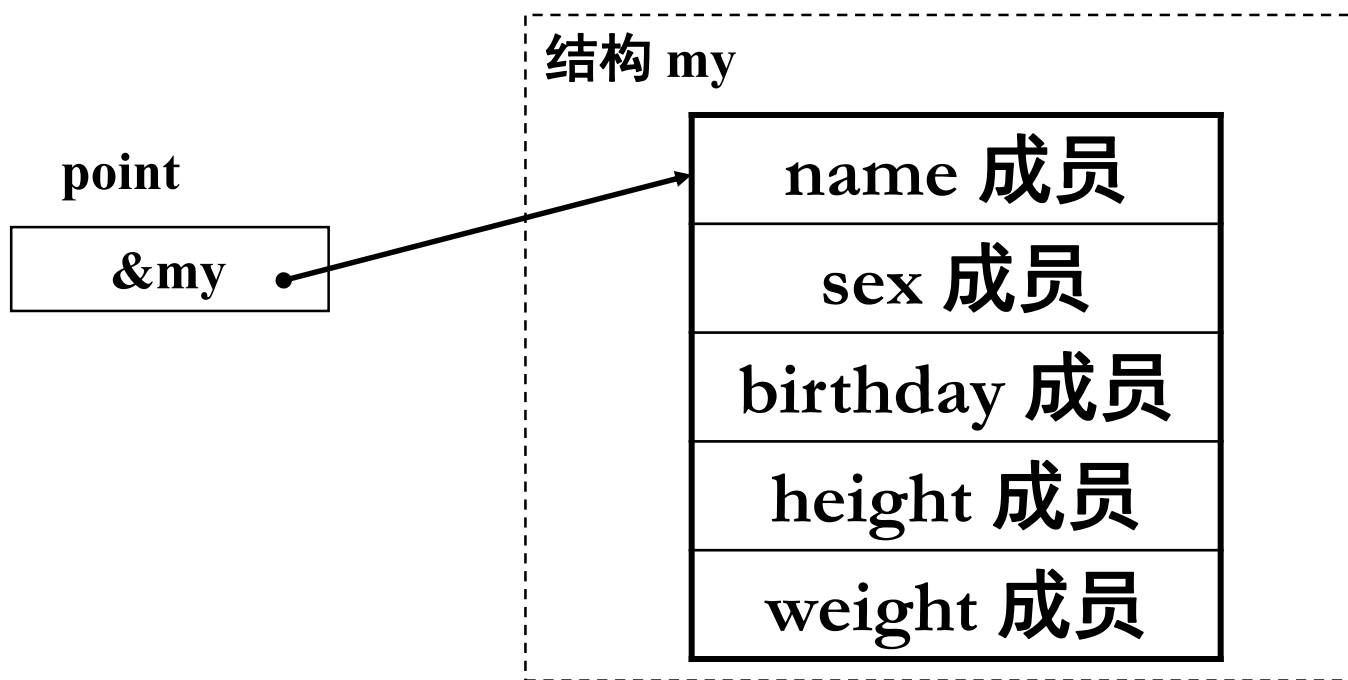 结构 my
point
&my
name 成员
sex 成员
birthday 成员
height 成员
weight 成员